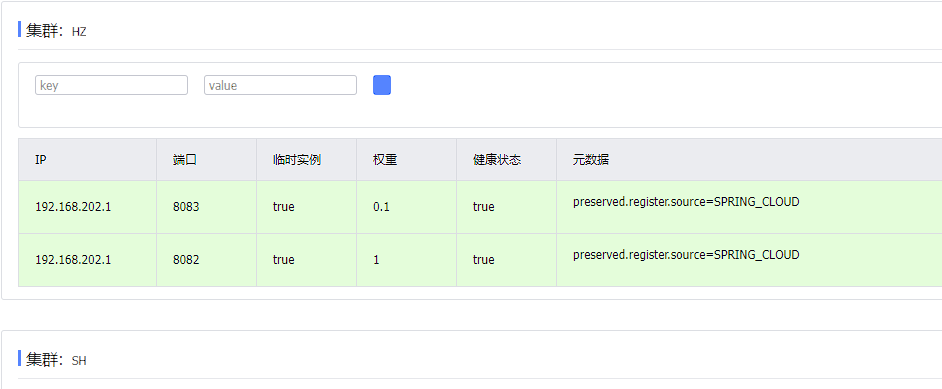 集群：HZ
key value
IP 端口 临时实例 权重 健康状态 元数据
192.168.202.1 8083 true 0.1 true preserved.register.source=SPRING_CLOUD
192.168.202.1 8082 true 1 true preserved.register.source=SPRING_CLOUD
集群：SH